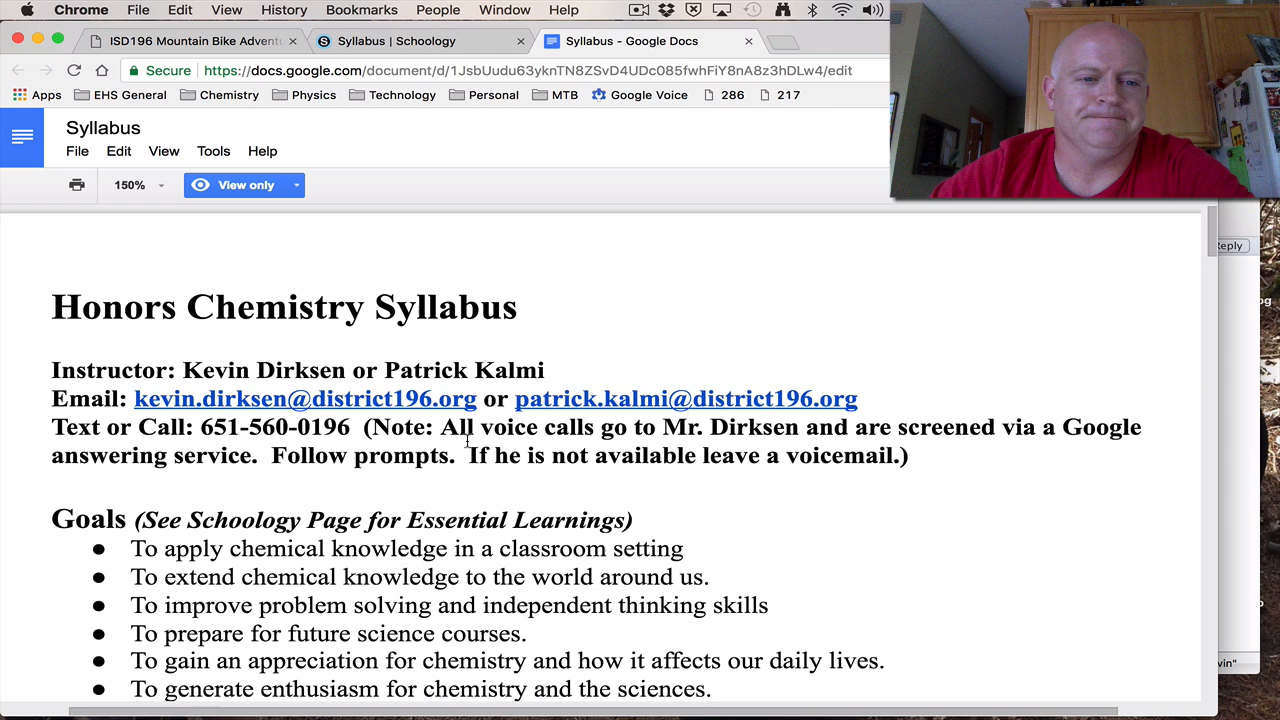 Chrome File Edit View History Bookmarks People Window Help
ISD196 Mountain Bike Advent
Syllabus | Schoology
Syllabus - Google Docs
Secure https://docs.google.com/document/d/1JsbUudu63yknTN8ZSvD4UDc085fwhFiY8nA8z3hDLw4/edit
Apps EHS General Chemistry Physics Technology Personal MTB Google Voice 286 217
Syllabus
File Edit View Tools Help
150% View only
Reply
Honors Chemistry Syllabus
Instructor: Kevin Dirksen or Patrick Kalmi
Email: kevin.dirksen@district196.org or patrick.kalmi@district196.org
Text or Call: 651-560-0196 (Note: All voice calls go to Mr. Dirksen and are screened via a Google
answering service. Follow prompts. If he is not available leave a voicemail.)
Goals (See Schoology Page for Essential Learnings)
● To apply chemical knowledge in a classroom setting
● To extend chemical knowledge to the world around us.
● To improve problem solving and independent thinking skills
● To prepare for future science courses.
● To gain an appreciation for chemistry and how it affects our daily lives.
● To generate enthusiasm for chemistry and the sciences.